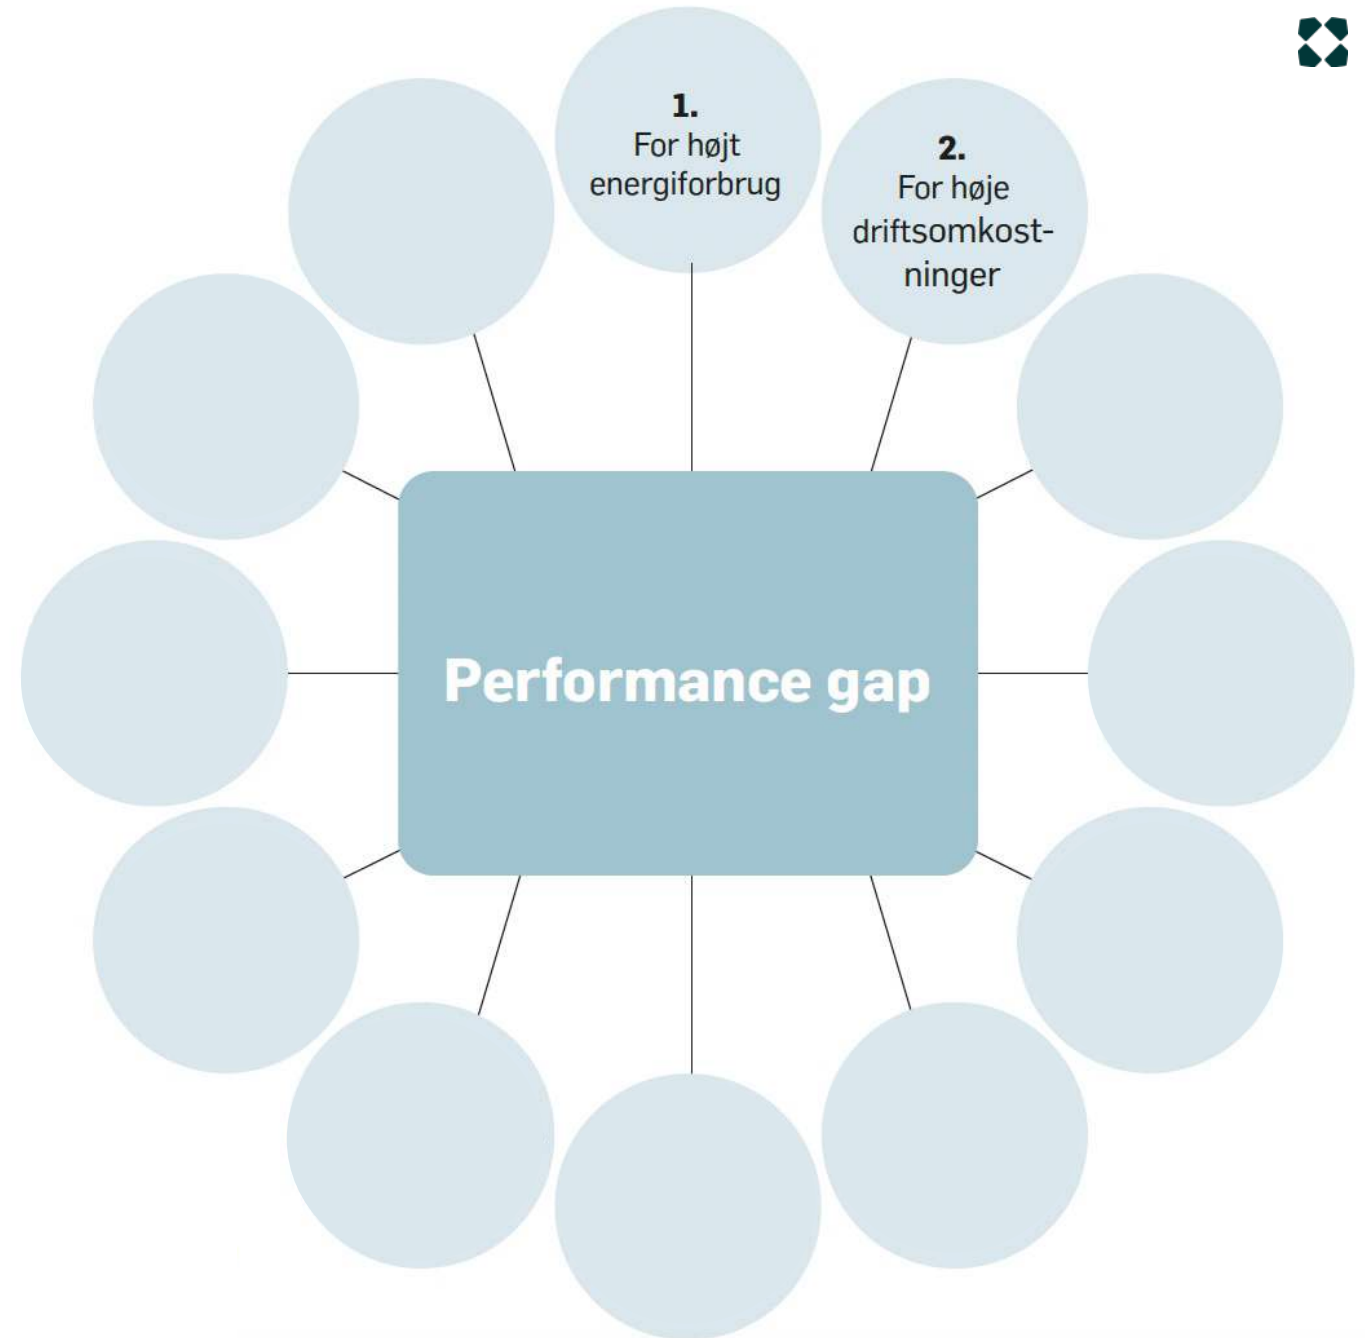 1.
For højt
energiforbrug
2.
For høje
driftsomkost-
ninger
Performance gap